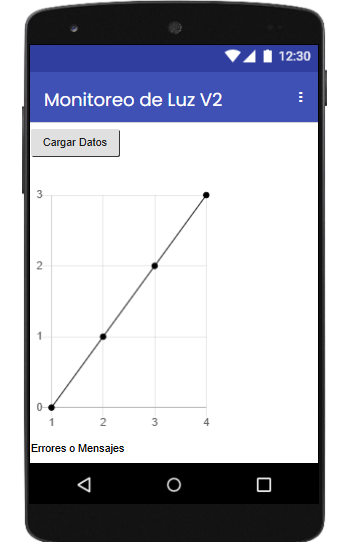 12:30
Monitoreo de Luz V2
Cargar Datos
3
2
1
0
1 2 3 4
Errores o Mensajes